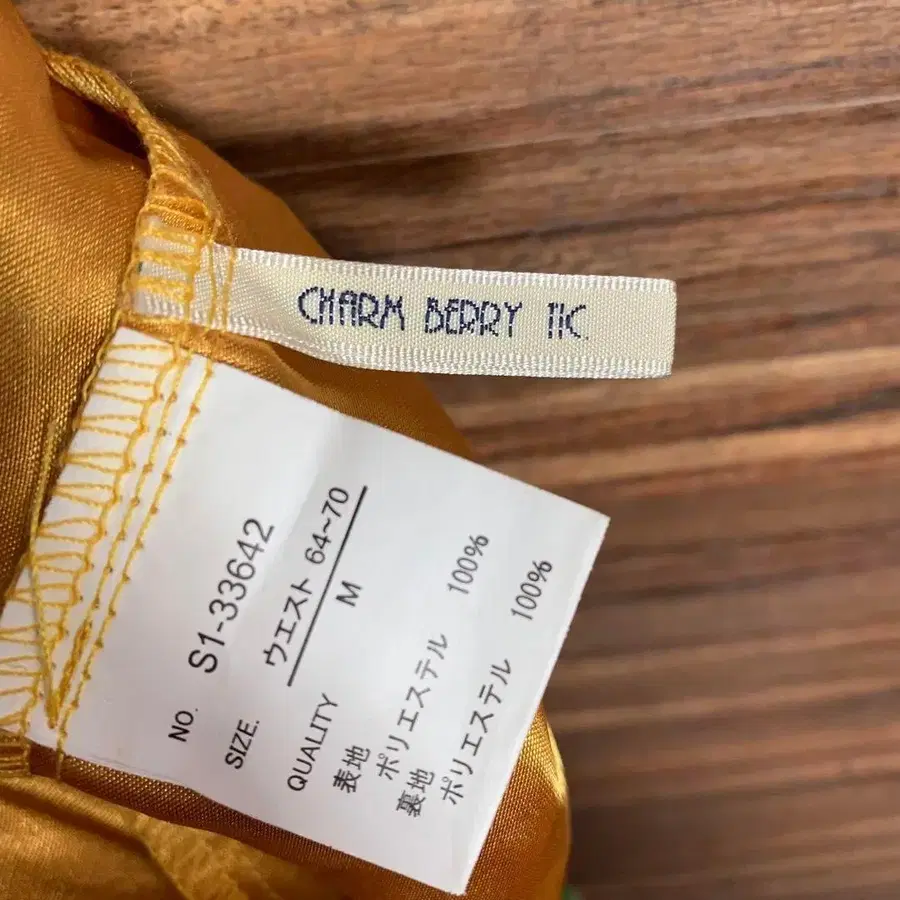 CHARM BERRY IIC.
NO. S1-33642
SIZE. ウエスト 64~70
M
QUALITY
表地
ポリエステル 100%
裏地
ポリエステル 100%